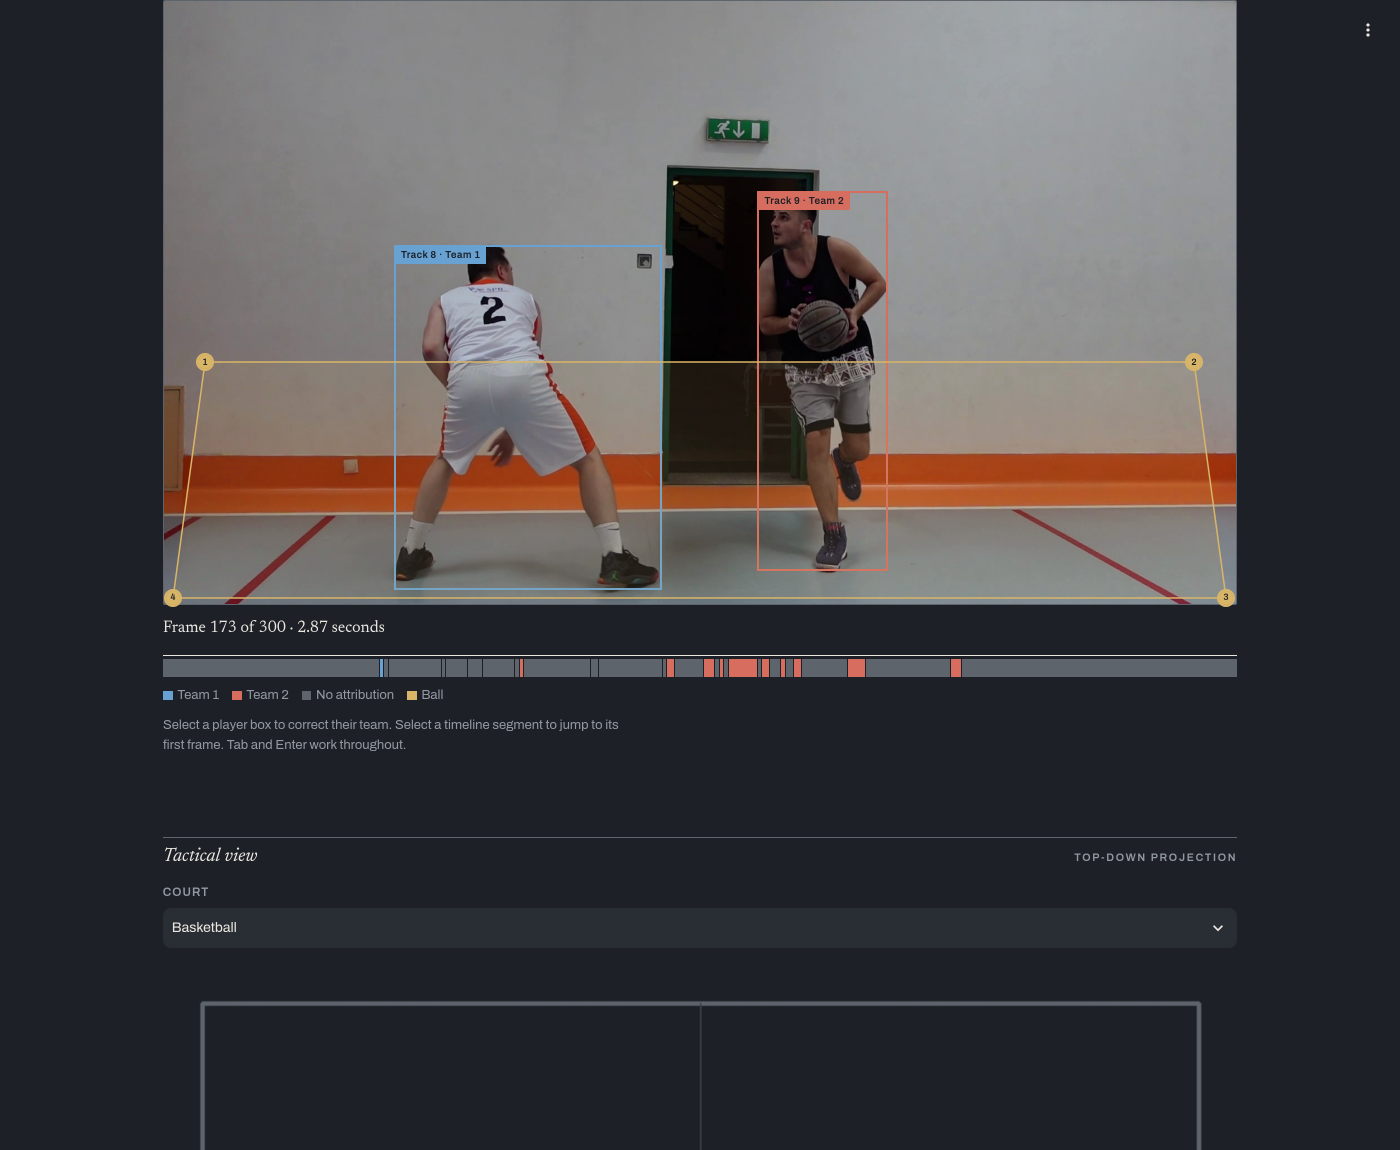 Track 9 · Team 2
Track 8 · Team 1
2
1
2
4
3
Frame 173 of 300 · 2.87 seconds
Team 1
Team 2
No attribution
Ball
Select a player box to correct their team. Select a timeline segment to jump to its
first frame. Tab and Enter work throughout.
Tactical view
TOP-DOWN PROJECTION
COURT
Basketball